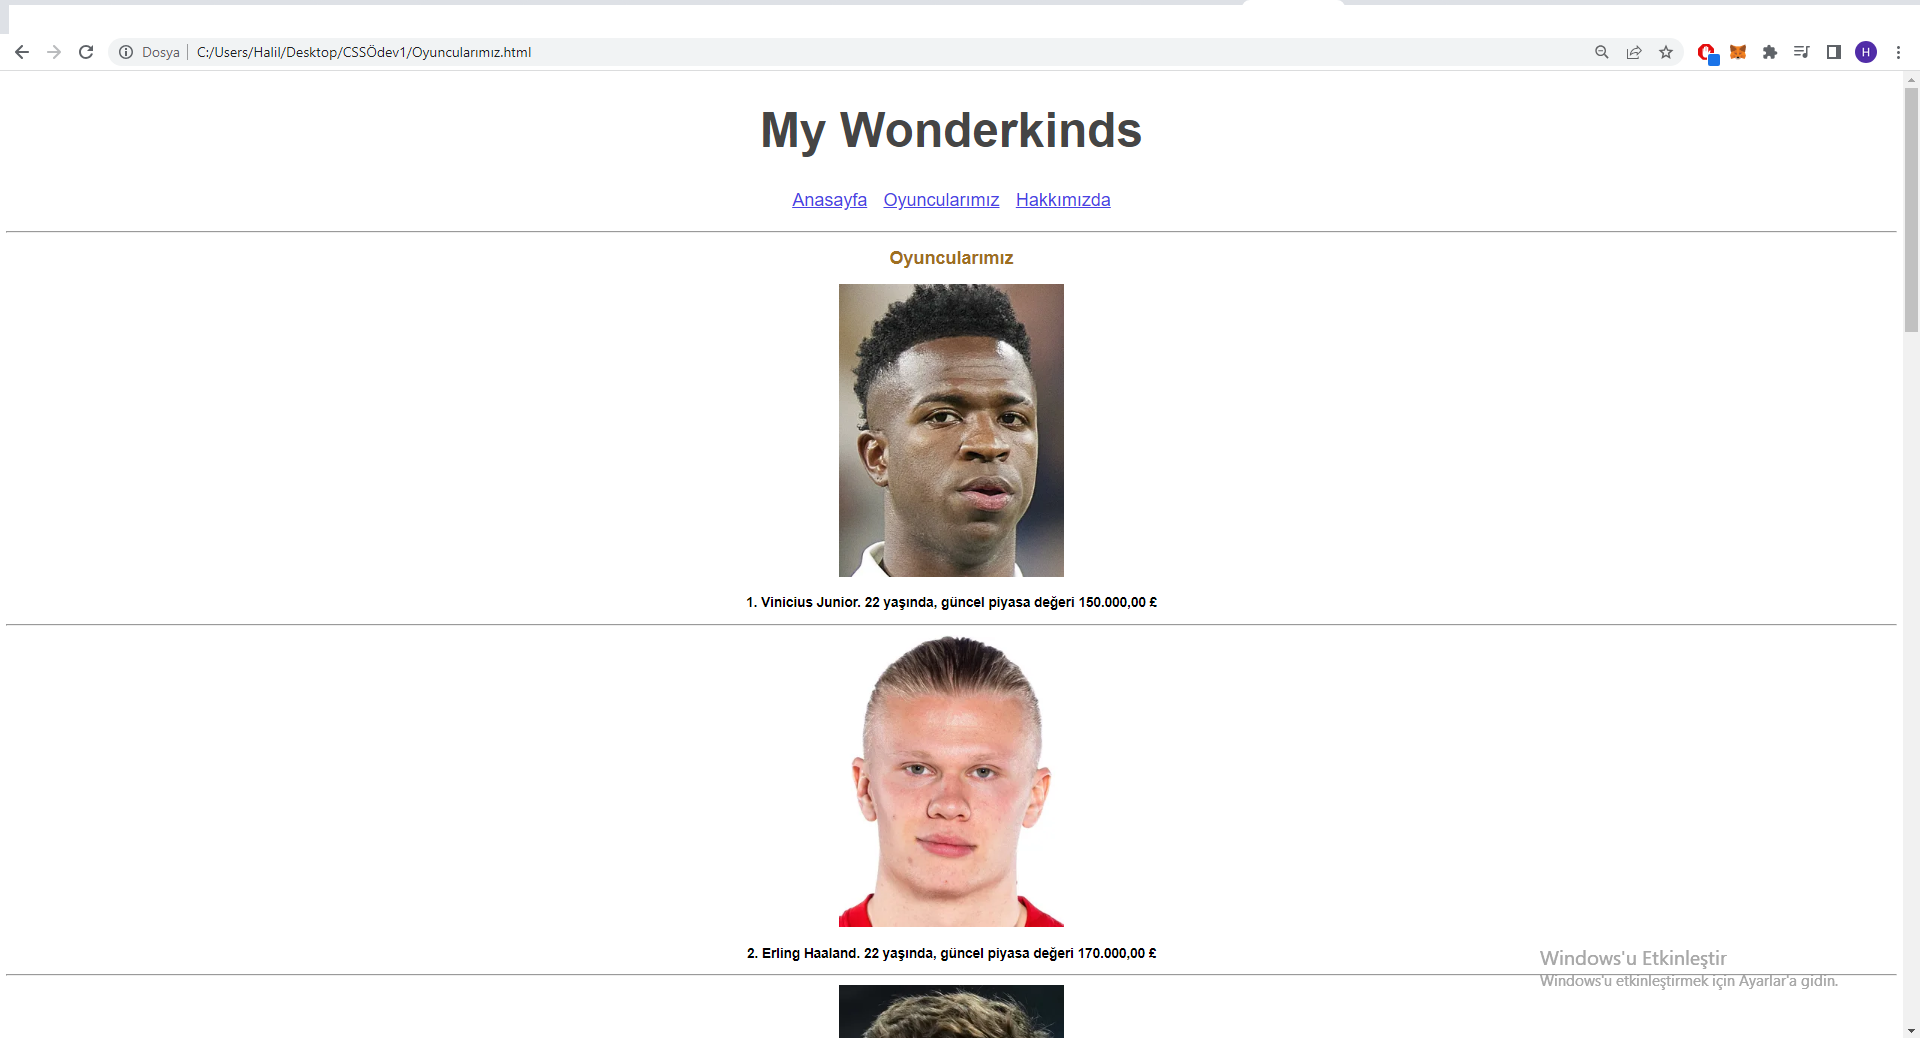 Dosya | C:/Users/Halil/Desktop/CSSÖdev1/Oyuncularımız.html
H
My Wonderkinds
Anasayfa Oyuncularımız Hakkımızda
Oyuncularımız
1. Vinicius Junior. 22 yaşında, güncel piyasa değeri 150.000,00 £
2. Erling Haaland. 22 yaşında, güncel piyasa değeri 170.000,00 £
Windows'u Etkinleştir
Windows'u etkinleştirmek için Ayarlar'a gidin.